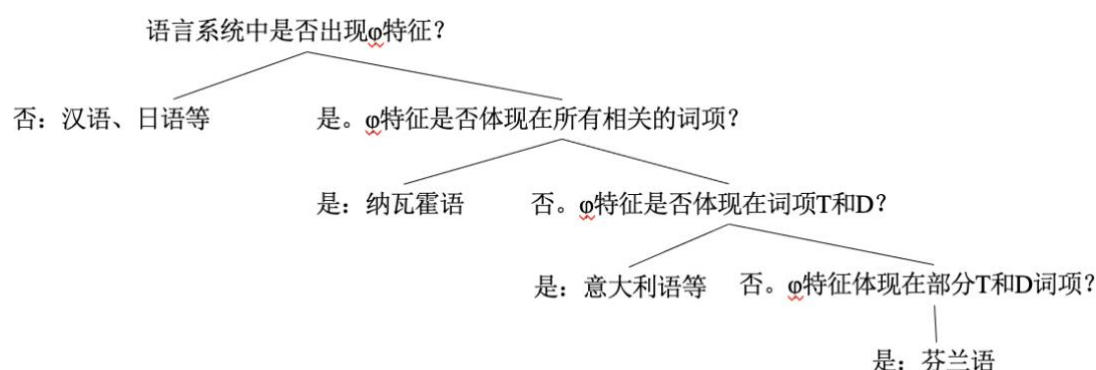 语言系统中是否出现φ特征？
否：汉语、日语等
是。φ特征是否体现在所有相关的词项？
是：纳瓦霍语
否。φ特征是否体现在词项T和D？
是：意大利语等
否。φ特征体现在部分T和D词项？
是：芬兰语